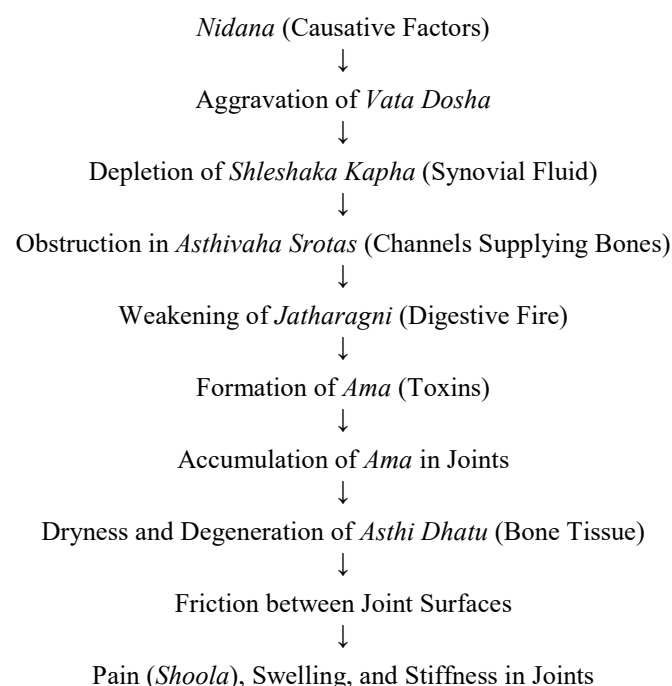 Nidana (Causative Factors)
↓
Aggravation of Vata Dosha
↓
Depletion of Shleshaka Kapha (Synovial Fluid)
↓
Obstruction in Asthivaha Srotas (Channels Supplying Bones)
↓
Weakening of Jatharagni (Digestive Fire)
↓
Formation of Ama (Toxins)
↓
Accumulation of Ama in Joints
↓
Dryness and Degeneration of Asthi Dhatu (Bone Tissue)
↓
Friction between Joint Surfaces
↓
Pain (Shoola), Swelling, and Stiffness in Joints